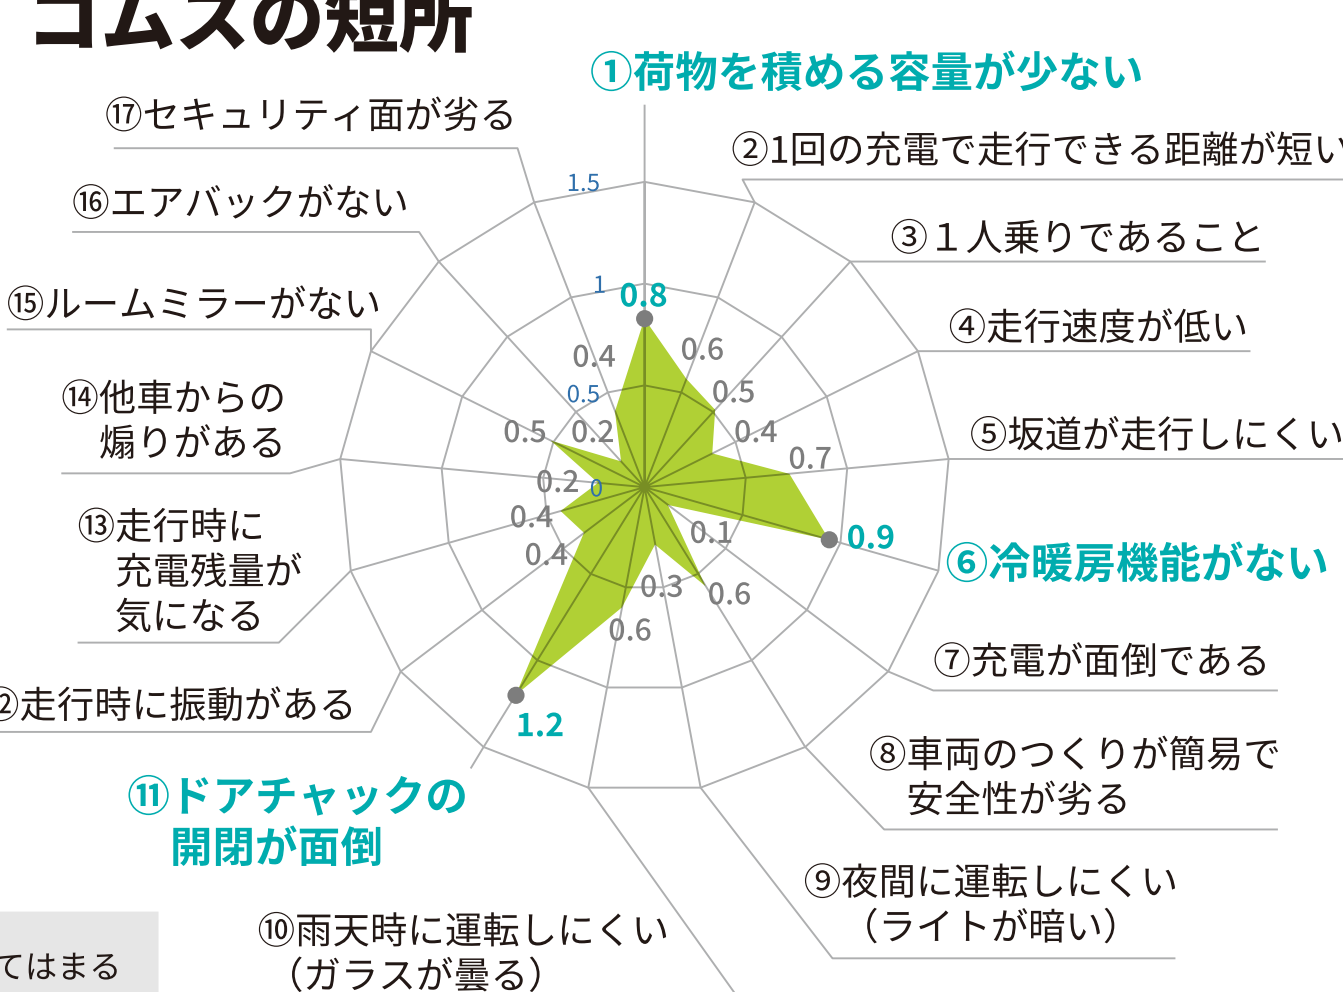 コムスの短所
①荷物を積める容量が少ない
⑰セキュリティ面が劣る
②1回の充電で走行できる距離が短い
⑯エアバックがない
1.5
③１人乗りであること
⑮ルームミラーがない
1
0.8
④走行速度が低い
0.4
0.6
0.5
0.5
⑭他車からの
煽りがある
0.5
0.2
0.4
⑤坂道が走行しにくい
0.7
0.2
0
⑬走行時に
充電残量が
気になる
0.4
0.1
0.9
⑥冷暖房機能がない
0.4
0.3
0.6
0.6
⑦充電が面倒である
走行時に振動がある
1.2
⑧車両のつくりが簡易で
安全性が劣る
⑪ドアチャックの
開閉が面倒
⑨夜間に運転しにくい
（ライトが暗い）
⑩雨天時に運転しにくい
（ガラスが曇る）
てはまる